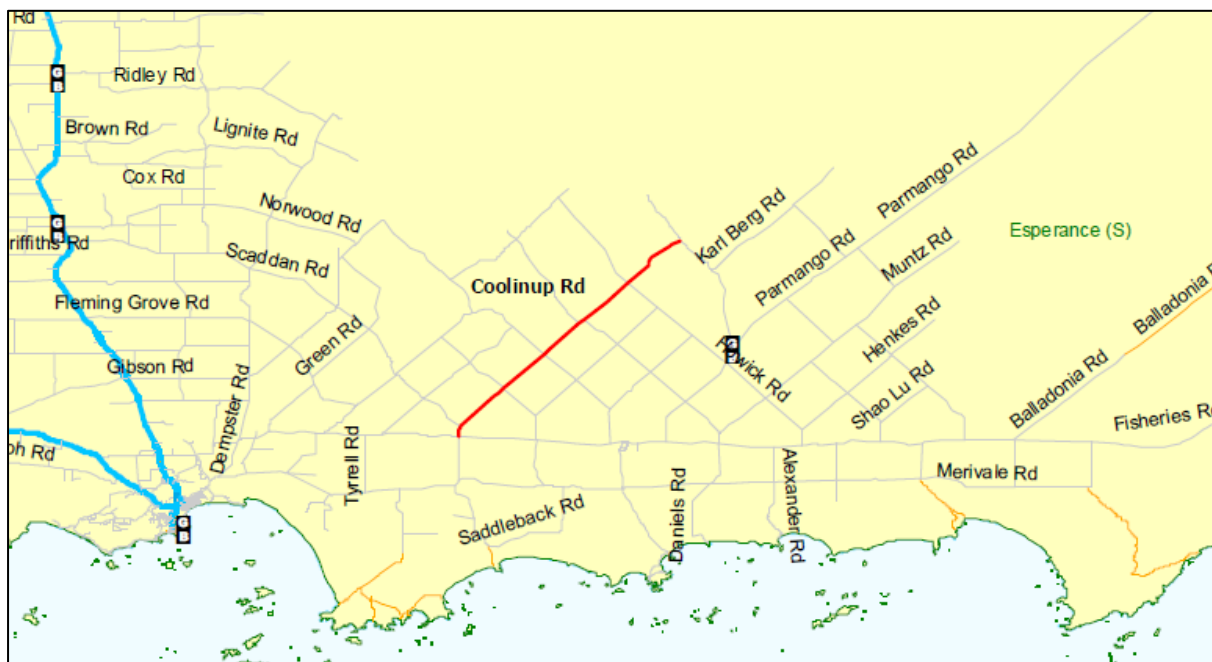 Rd
Ridley Rd
Brown Rd
Lignite Rd
Cox Rd
Norwood Rd
Parmango Rd
Karl Berg Rd
Esperance (S)
riffiths Rd
Scaddan Rd
Muntz Rd
Parmango Rd
Coolinup Rd
Fleming Grove Rd
Balladonia R
Henkes Rd
Green Rd
Gibson Rd
wick Rd
Shao Lu Rd
Balladonia Rd
Fisheries Rd
Dempster Rd
ph Rd
Tyrrell Rd
Merivale Rd
Alexander Rd
Saddleback Rd
Daniels Rd